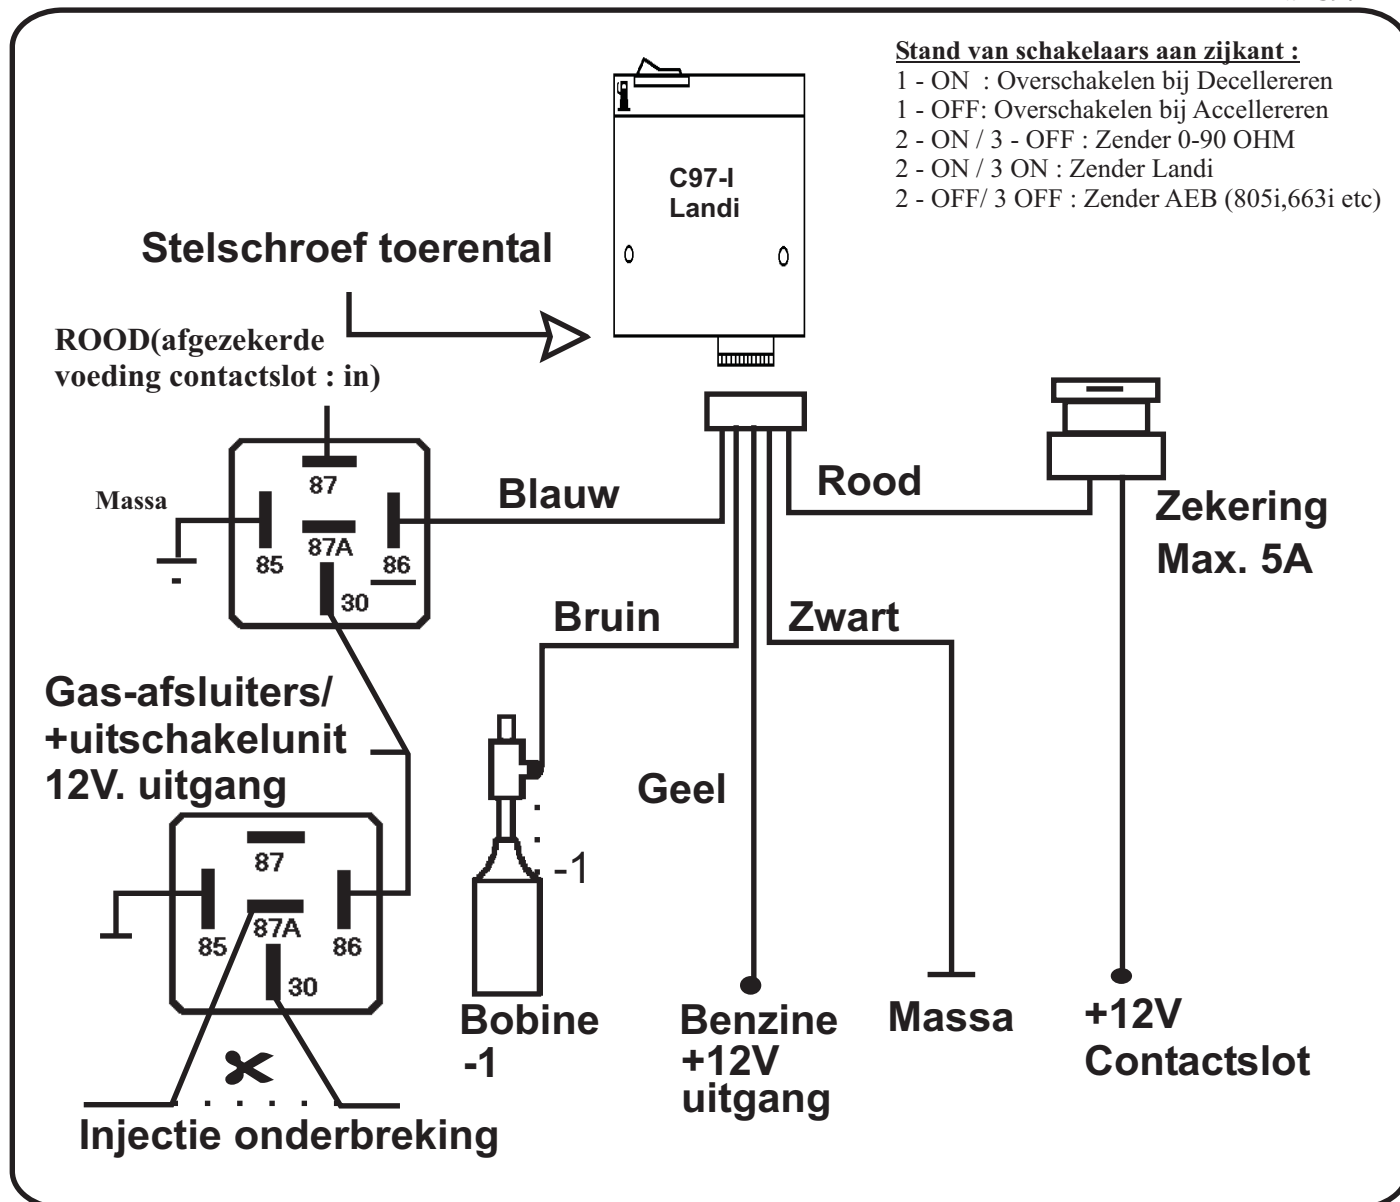 Stand van schakelaars aan zijkant :
1 - ON : Overschakelen bij Decellereren
1 - OFF: Overschakelen bij Accellereren
2 - ON / 3 - OFF : Zender 0-90 OHM
2 - ON / 3 ON : Zender Landi
2 - OFF/ 3 OFF : Zender AEB (805i,663i etc)
C97-I
Landi
Stelschroef toerental
ROOD(afgezekerde
voeding contactslot : in)
Massa
87
87A
85
86
30
Blauw
Rood
Zekering
Max. 5A
Bruin
Zwart
Gas-afsluiters/
+uitschakelunit
12V. uitgang
Geel
87
87A
85
86
30
-1
Bobine
-1
Benzine
+12V
uitgang
Massa
+12V
Contactslot
Injectie onderbreking